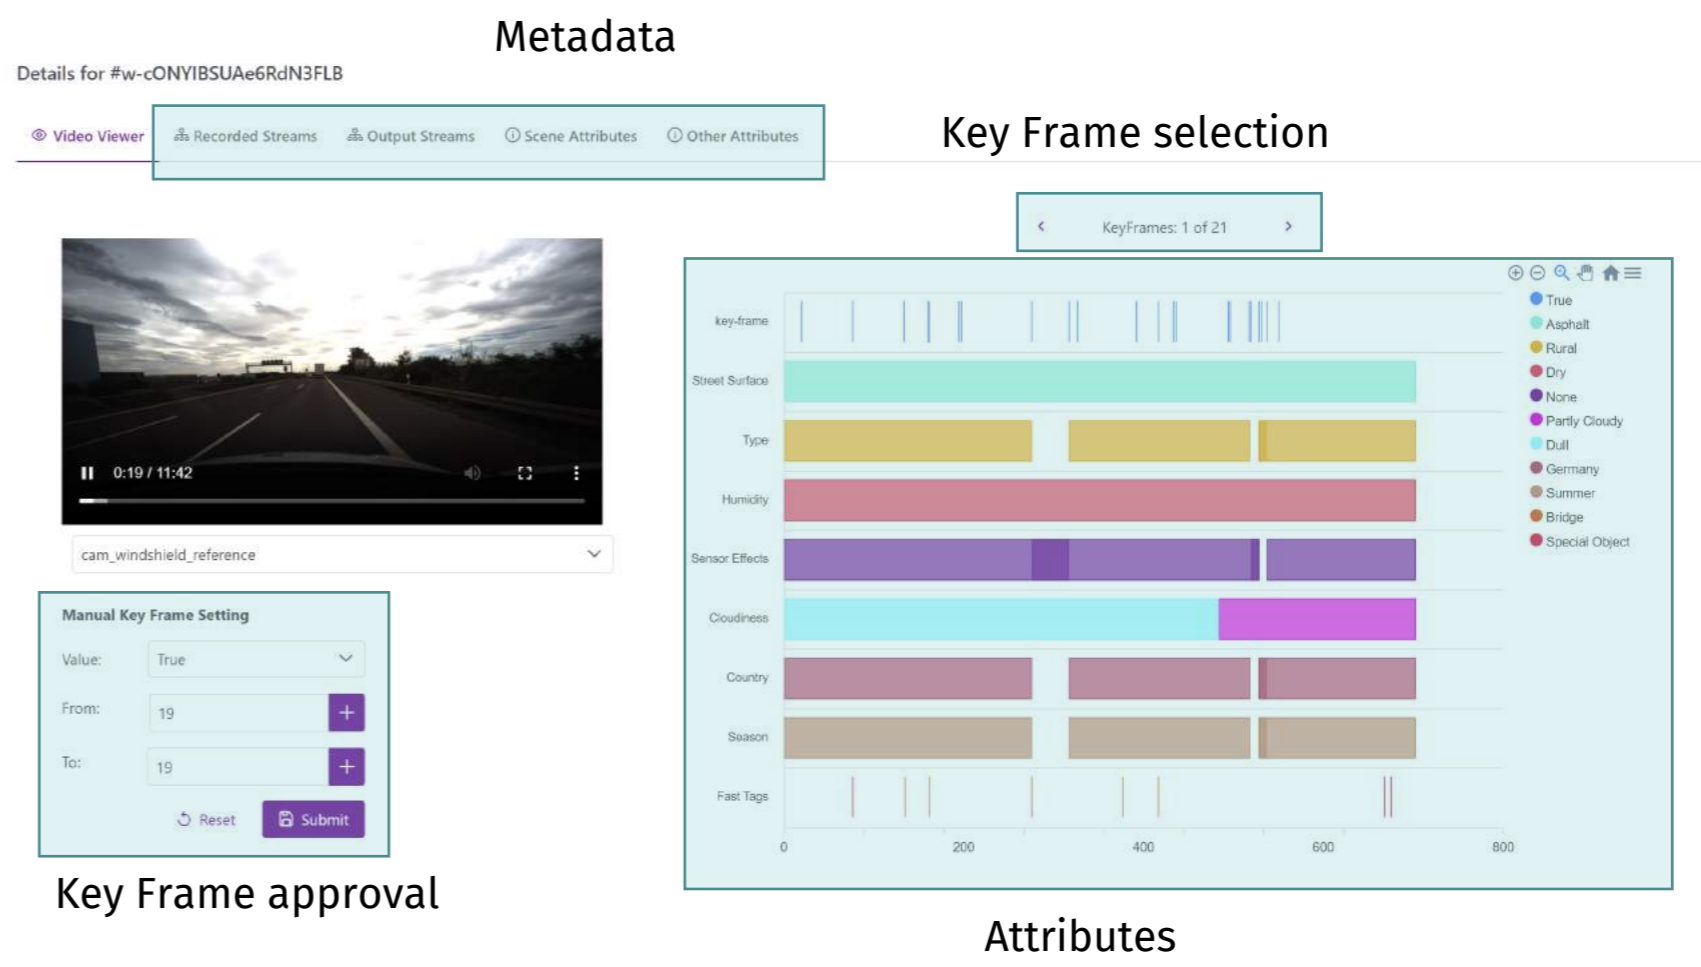 Metadata
Details for #w-cONYIBSUAe6RdN3FLB
Video Viewer
Recorded Streams
Output Streams
Scene Attributes
Other Attributes
Key Frame selection
KeyFrames: 1 of 21
0:19 / 11:42
cam_windshield_reference
Manual Key Frame Setting
Value:
True
From:
19
To:
19
Reset
Submit
Key Frame approval
key-frame
Street Surface
Type
Humidity
Sensor Effects
Cloudiness
Country
Season
Fast Tags
0
200
400
600
800
True
Asphalt
Rural
Dry
None
Partly Cloudy
Dull
Germany
Summer
Bridge
Special Object
Attributes